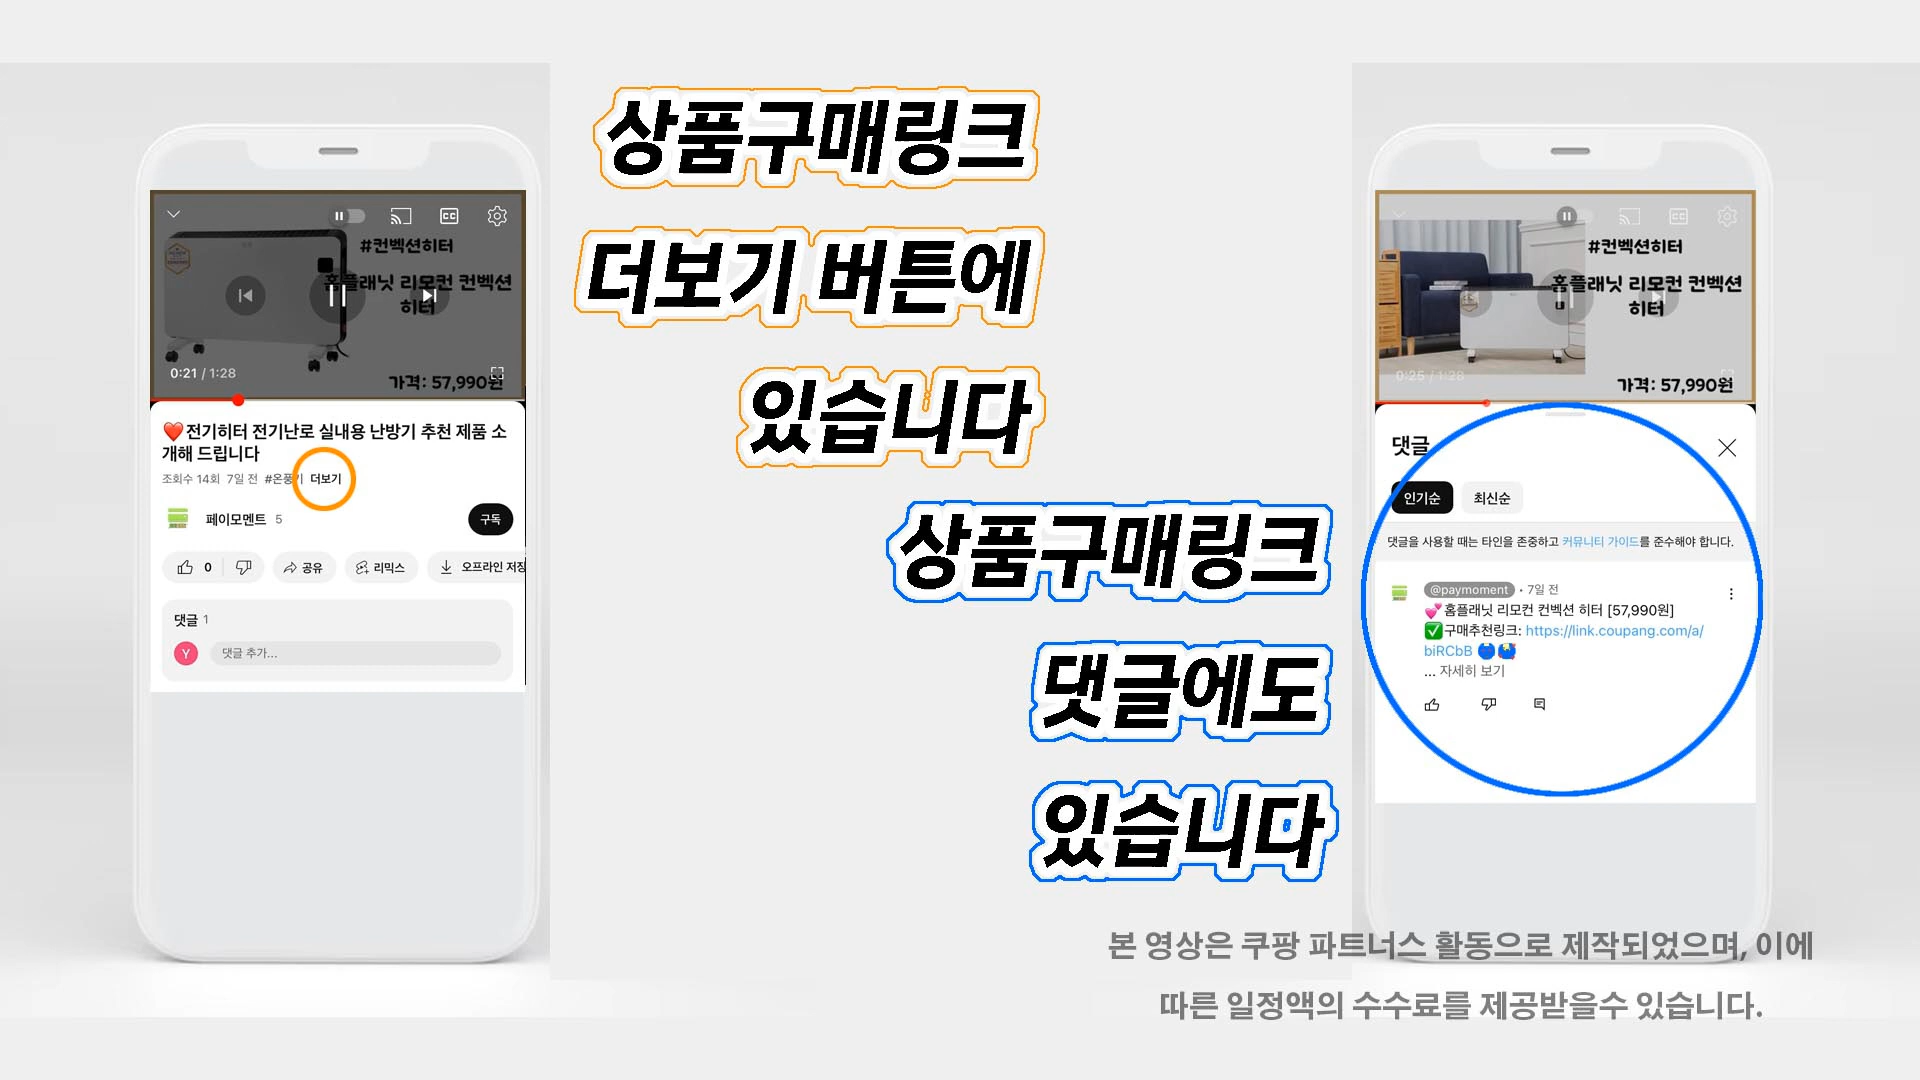 상품구매링크
더보기 버튼에
있습니다
상품구매링크
댓글에도
있습니다
#컨벡션히터
홈플래닛 리모컨 컨벡션
히터
0:21 / 1:28
가격: 57,990원
❤️전기히터 전기난로 실내용 난방기 추천 제품 소
개해 드립니다
조회수 14회 7일 전 #온풍기 더보기
페이모멘트 5
구독
0
공유
리믹스
오프라인 저장
댓글 1
Y
댓글 추가...
#컨벡션히터
홈플래닛 리모컨 컨벡션
히터
0:25 / 1:28
가격: 57,990원
댓글
인기순
최신순
댓글을 사용할 때는 타인을 존중하고 커뮤니티 가이드를 준수해야 합니다.
@paymoment • 7일 전
💕홈플래닛 리모컨 컨벡션 히터 [57,990원]
✅구매추천링크: https://link.coupang.com/a/
biRCbB
... 자세히 보기
본 영상은 쿠팡 파트너스 활동으로 제작되었으며, 이에
따른 일정액의 수수료를 제공받을수 있습니다.